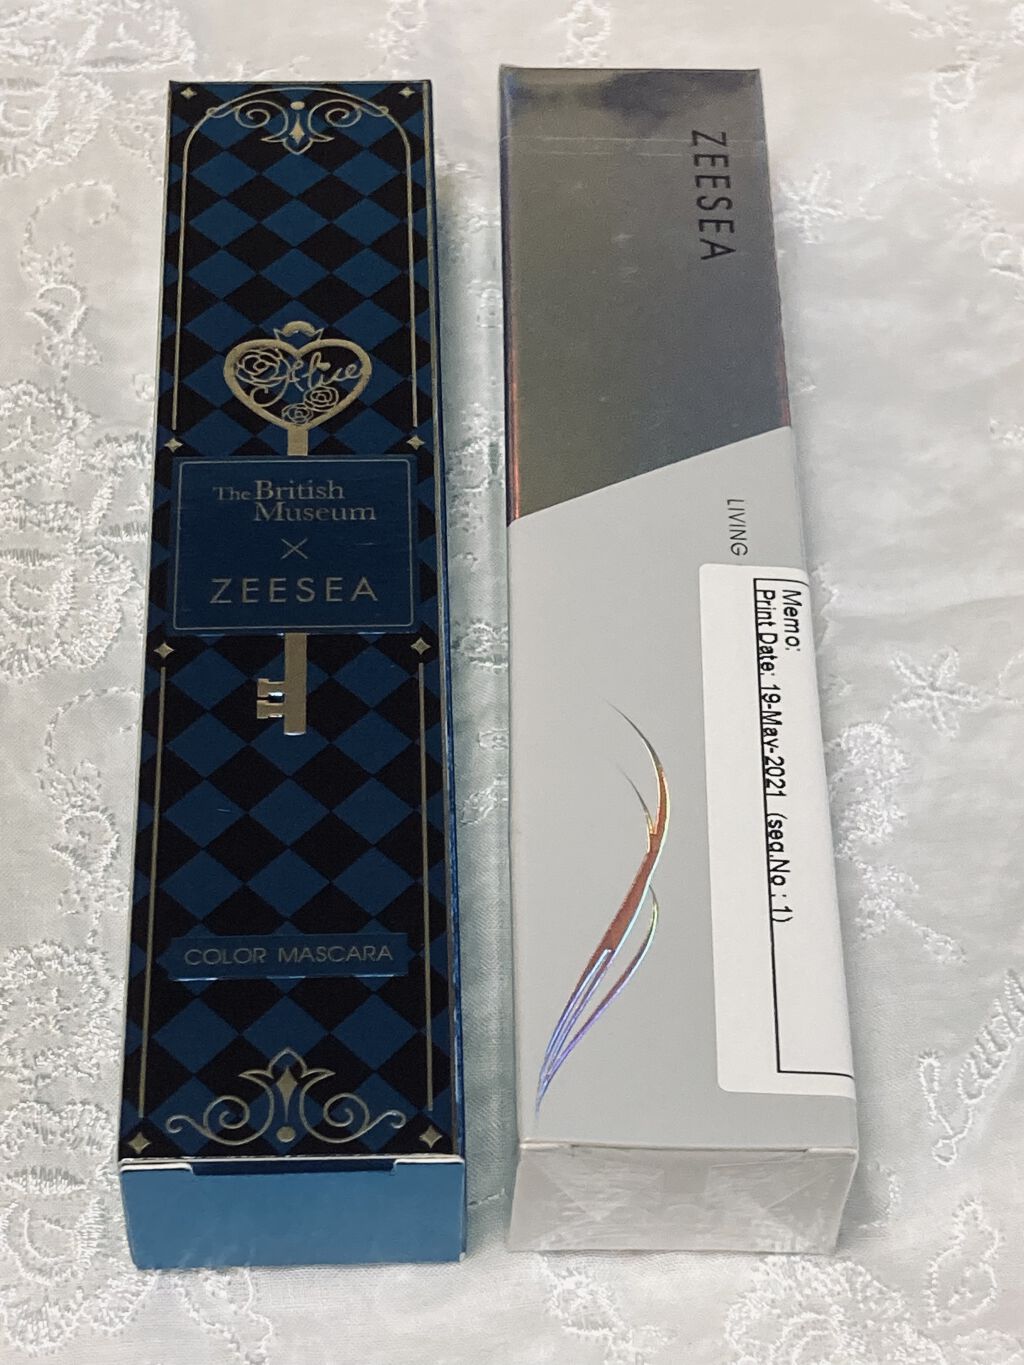 Alice
The British
Museum
×
ZEESEA
COLOR MASCARA
ZEESEA
LIVING
Memo:
Print Date: 19-May-2021 (seq.No : 1)